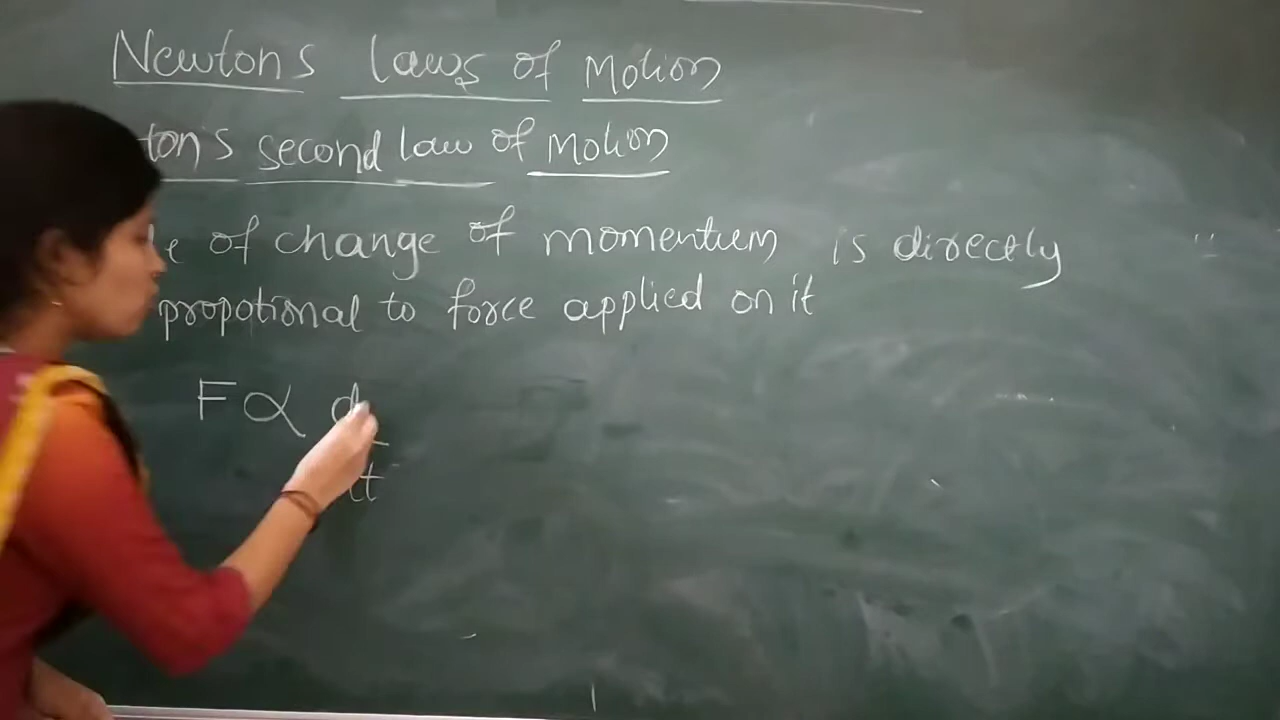 Newton's laws of Motion
ton's second law of Motion
of change of momentum is directly
propotional to force applied on it
F ∝ d
t